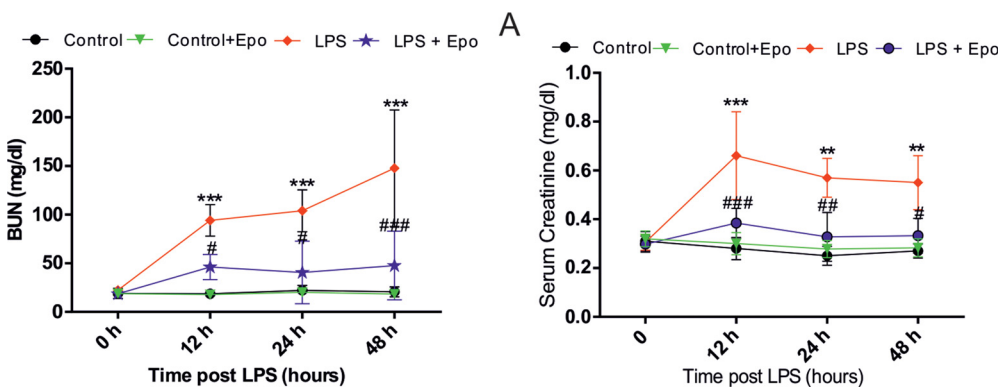 A
Control Control+Epo LPS LPS + Epo
BUN (mg/dl)
250
200
150
100
50
0
***
***
***
#
#
###
0 h 12 h 24 h 48 h
Time post LPS (hours)
Control Control+Epo LPS LPS + Epo
Serum Creatinine (mg/dl)
1.0
0.8
0.6
0.4
0.2
0.0
***
**
**
###
##
#
0 12 h 24 h 48 h
Time post LPS (hours)